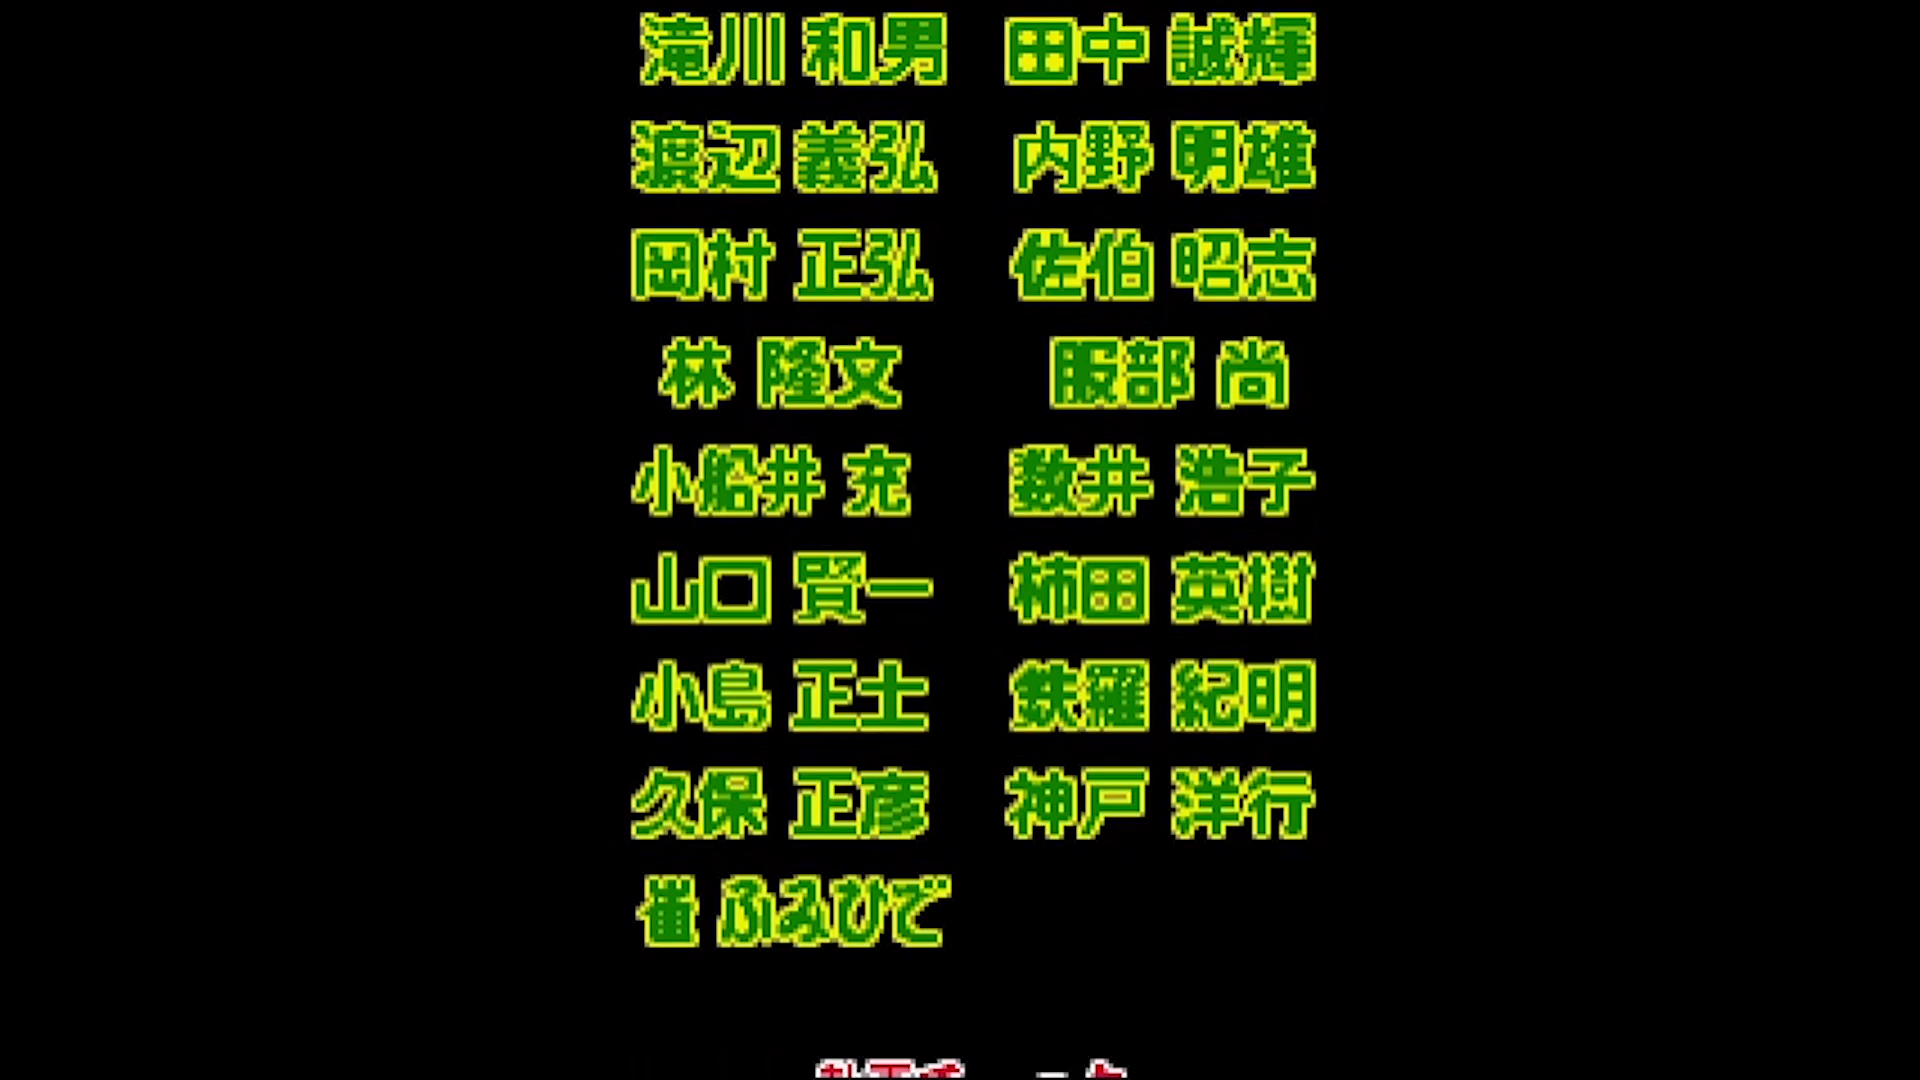 滝川 和男 田中 誠輝
渡辺 義弘 内野 明雄
岡村 正弘 佐伯 昭志
林 隆文 服部 尚
小船井 充 数井 浩子
山口 賢一 柿田 英樹
小島 正士 鉄羅 紀明
久保 正彦 神戸 洋行
崔 ふみひで